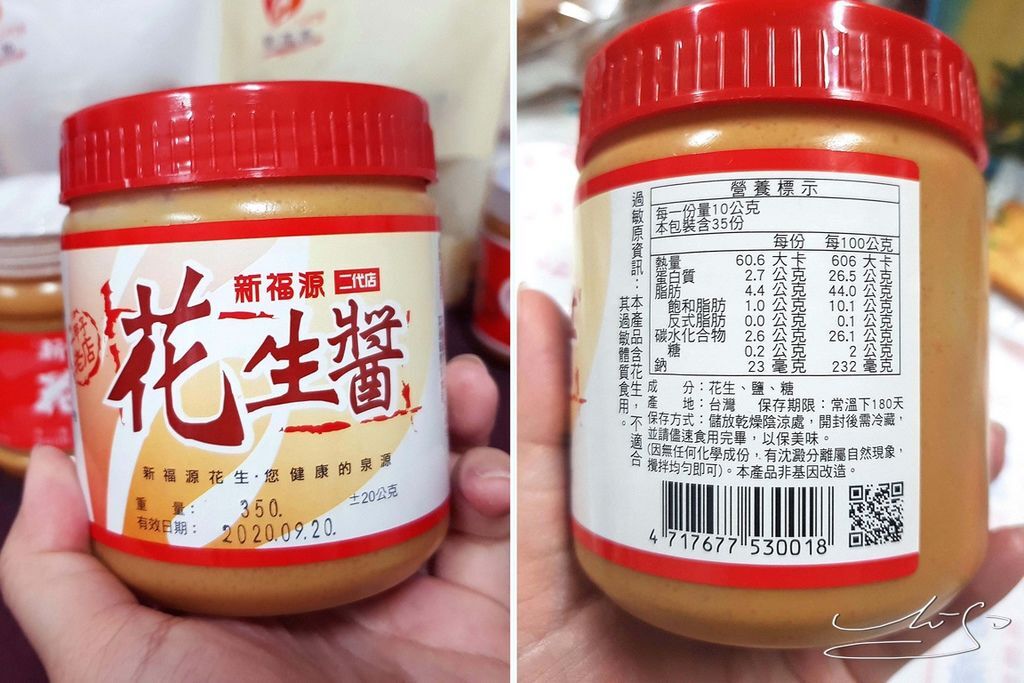 新福源 二代店
花生醬
老店
新福源花生·您健康的泉源
重 量: 350. ±20公克
有效日期: 2020.09.20.
營養標示
每一份量10公克
本包裝含35份
每份 每100公克
熱量 60.6 大卡 606 大卡
蛋白質 2.7 公克 26.5 公克
脂肪 4.4 公克 44.0 公克
飽和脂肪 1.0 公克 10.1 公克
反式脂肪 0.0 公克 0.1 公克
碳水化合物 2.6 公克 26.1 公克
糖 0.2 公克 2 公克
鈉 23 毫克 232 毫克
過敏原資訊：本產品含花生，不適合
其過敏體質食用。
成 分：花生、鹽、糖
產 地：台灣 保存期限：常溫下180天
保存方式：儲放乾燥陰涼處，開封後需冷藏，
並請儘速食用完畢，以保美味。
(因無任何化學成份，有沈澱分離屬自然現象，
攪拌均勻即可)。本產品非基因改造。
4 717677 530018